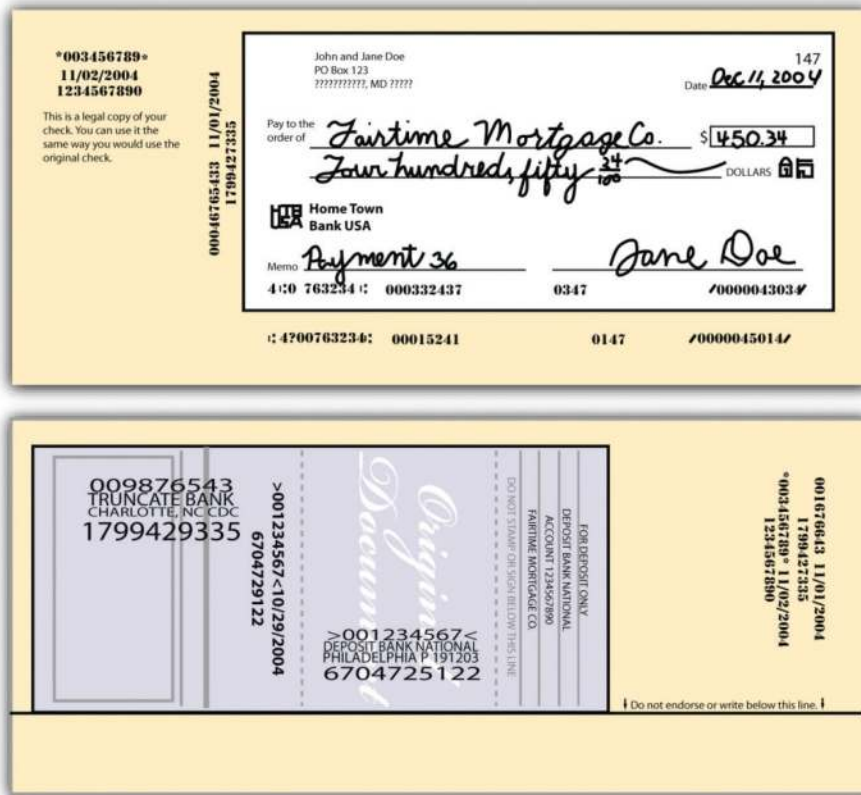 *003456789*
11/02/2004
1234567890
This is a legal copy of your
check. You can use it the
same way you would use the
original check.
00046765433 11/01/2004
1799427335
John and Jane Doe
PO Box 123
???????????, MD ?????
147
Date Dec 11, 2004
Pay to the
order of Fairtime Mortgage Co. $ 450.34
Four hundred, fifty 34/100 DOLLARS
Home Town
Bank USA
Memo Payment 36 Jane Doe
4⑆0 763234⑆ 000332437 0347 /0000043034/
⑆4?00763234⑆ 00015241 0147 /0000045014/
009876543
TRUNCATE BANK
CHARLOTTE, NC CDC
1799429335
>001234567<10/29/2004
6704729122
Original
Document
>001234567<
DEPOSIT BANK NATIONAL
PHILADELPHIA P 191203
6704725122
DO NOT STAMP OR SIGN BELOW THIS LINE
FOR DEPOSIT ONLY
DEPOSIT BANK NATIONAL
ACCOUNT 1234567890
FAIRTIME MORTGAGE CO.
001676643 11/01/2004
1799427335
*003456789* 11/02/2004
1234567890
Do not endorse or write below this line.